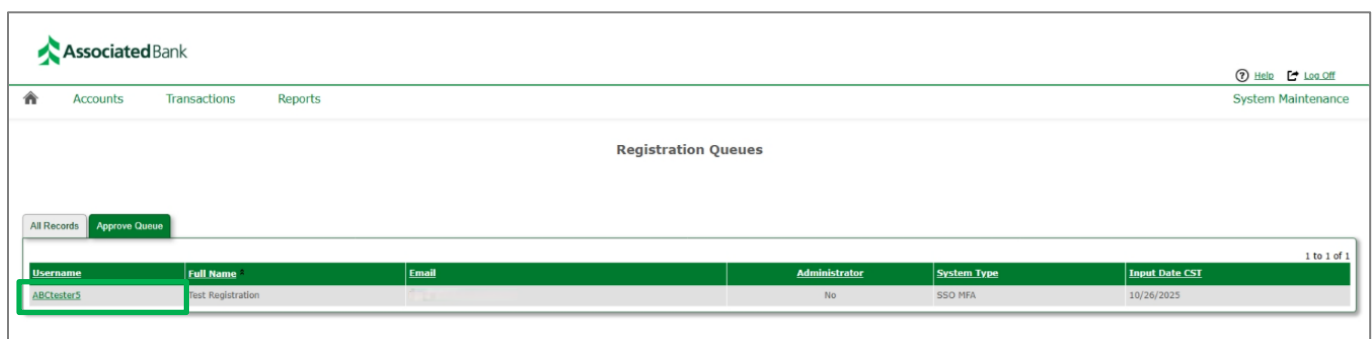 Associated Bank
Help Log Off
Accounts Transactions Reports System Maintenance
Registration Queues
All Records Approve Queue
1 to 1 of 1
Username Full Name Email Administrator System Type Input Date CST
ABCtester5 Test Registration No SSO MFA 10/26/2025